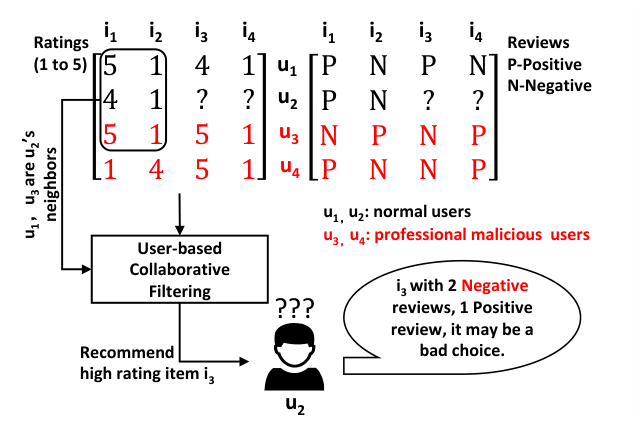 i₁ i₂ i₃ i₄ i₁ i₂ i₃ i₄
Ratings
(1 to 5)
Reviews
P-Positive
N-Negative
5 1 4 1 u₁ P N P N
4 1 ? ? u₂ P N ? ?
5 1 5 1 u₃ N P N P
1 4 5 1 u₄ P N N P
u₁, u₃ are u₂'s
neighbors
u₁, u₂: normal users
u₃, u₄: professional malicious users
User-based
Collaborative
Filtering
i₃ with 2 Negative
reviews, 1 Positive
review, it may be a
bad choice.
???
Recommend
high rating item i₃
u₂